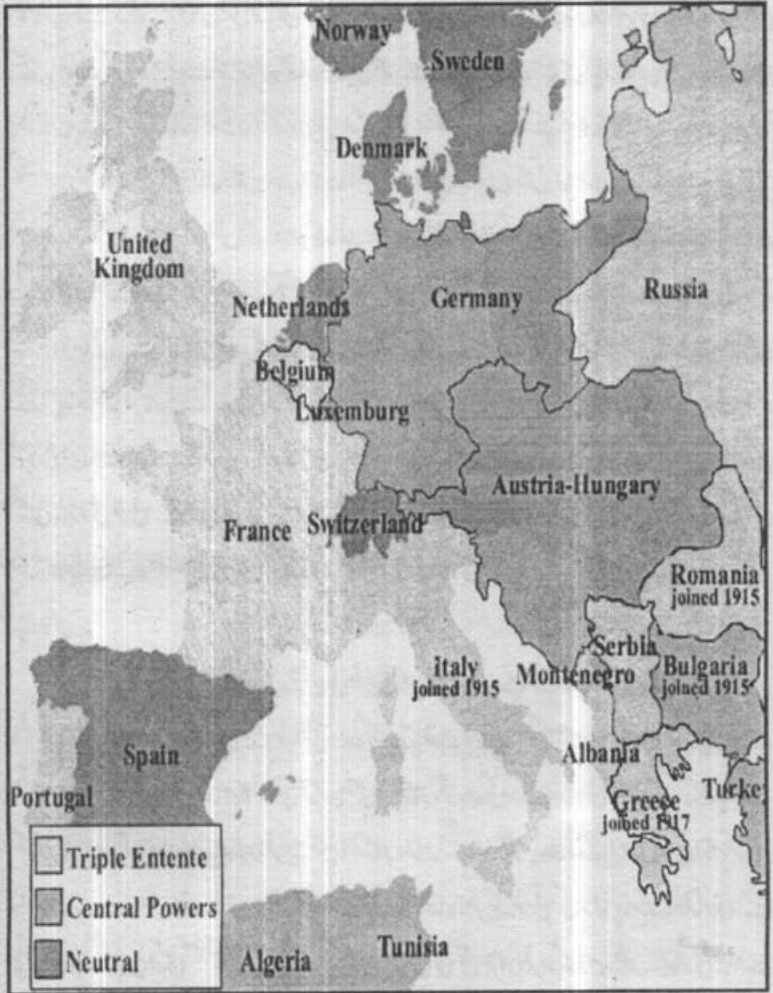 Norway
Sweden
Denmark
United
Kingdom
Netherlands
Germany
Russia
Belgium
Luxemburg
Austria-Hungary
France
Switzerland
Romania
joined 1915
Serbia
Italy
joined 1915
Montenegro
Bulgaria
joined 1915
Spain
Albania
Portugal
Greece
joined 1917
Turke
Triple Entente
Central Powers
Neutral
Algeria
Tunisia